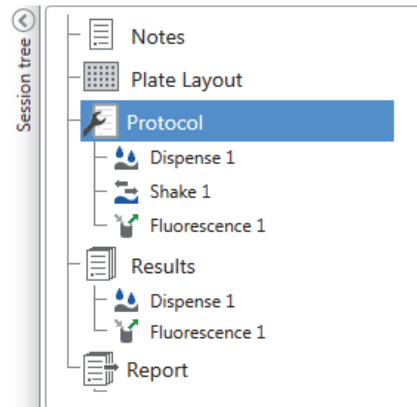 Session tree
Notes
Plate Layout
Protocol
Dispense 1
Shake 1
Fluorescence 1
Results
Dispense 1
Fluorescence 1
Report